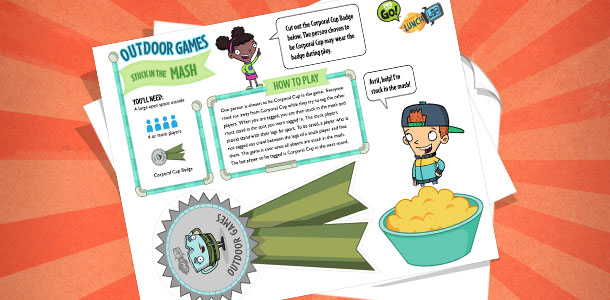 OUTDOOR GAMES
STUCK IN THE MASH
YOU'LL NEED:
A large open space outside
4 or more players
Corporal Cup Badge
Cut out the Corporal Cup Badge
below. The person chosen to
be Corporal Cup may wear the
badge during play.
GO!
LUNCH
HOW TO PLAY
One person is chosen to be Corporal Cup in the game. Everyone
must run away from Corporal Cup while they try to tag the other
players. When you are tagged, you are then stuck in the mash and
must stand in the spot you were tagged in. The stuck players
must stand with their legs far apart. To be saved, a player who is
not tagged can crawl between the legs of a stuck player and free
them. The game is over once all players are stuck in the mash.
The last player to be tagged is Corporal Cup in the next round.
Avril, help! I'm
stuck in the mash!
OUTDOOR GAMES